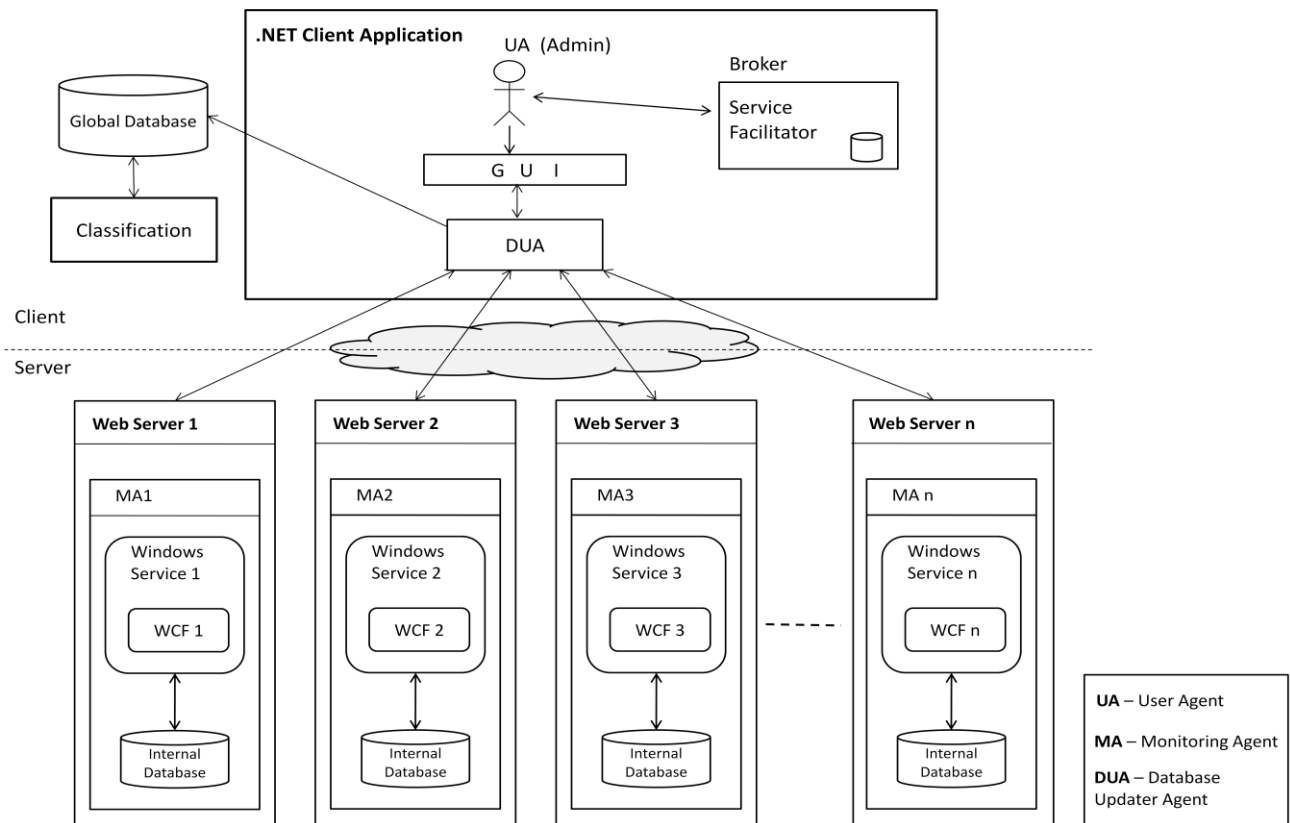 .NET Client Application
UA (Admin)
Broker
Service
Facilitator
Global Database
G U I
Classification
DUA
Client
Server
Web Server 1
Web Server 2
Web Server 3
Web Server n
MA1
MA2
MA3
MA n
Windows
Service 1
Windows
Service 2
Windows
Service 3
Windows
Service n
WCF 1
WCF 2
WCF 3
WCF n
Internal
Database
Internal
Database
Internal
Database
Internal
Database
UA – User Agent
MA – Monitoring Agent
DUA – Database
Updater Agent